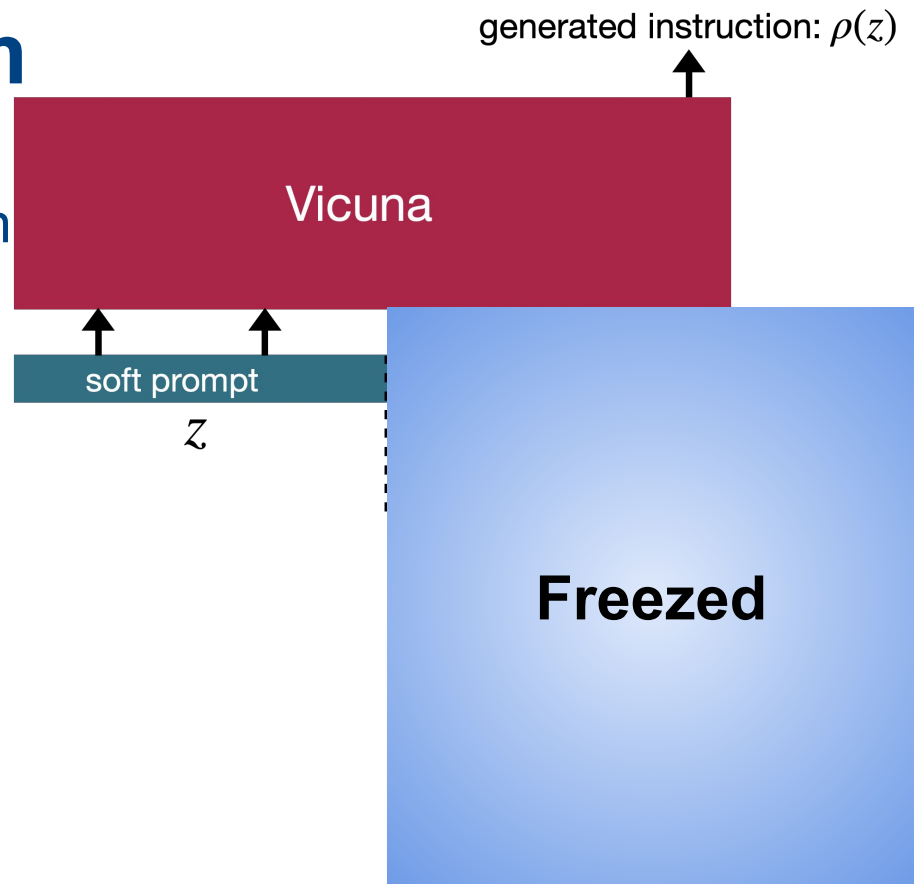 generated instruction: ρ(z)
n
Vicuna
n
soft prompt
z
Freezed